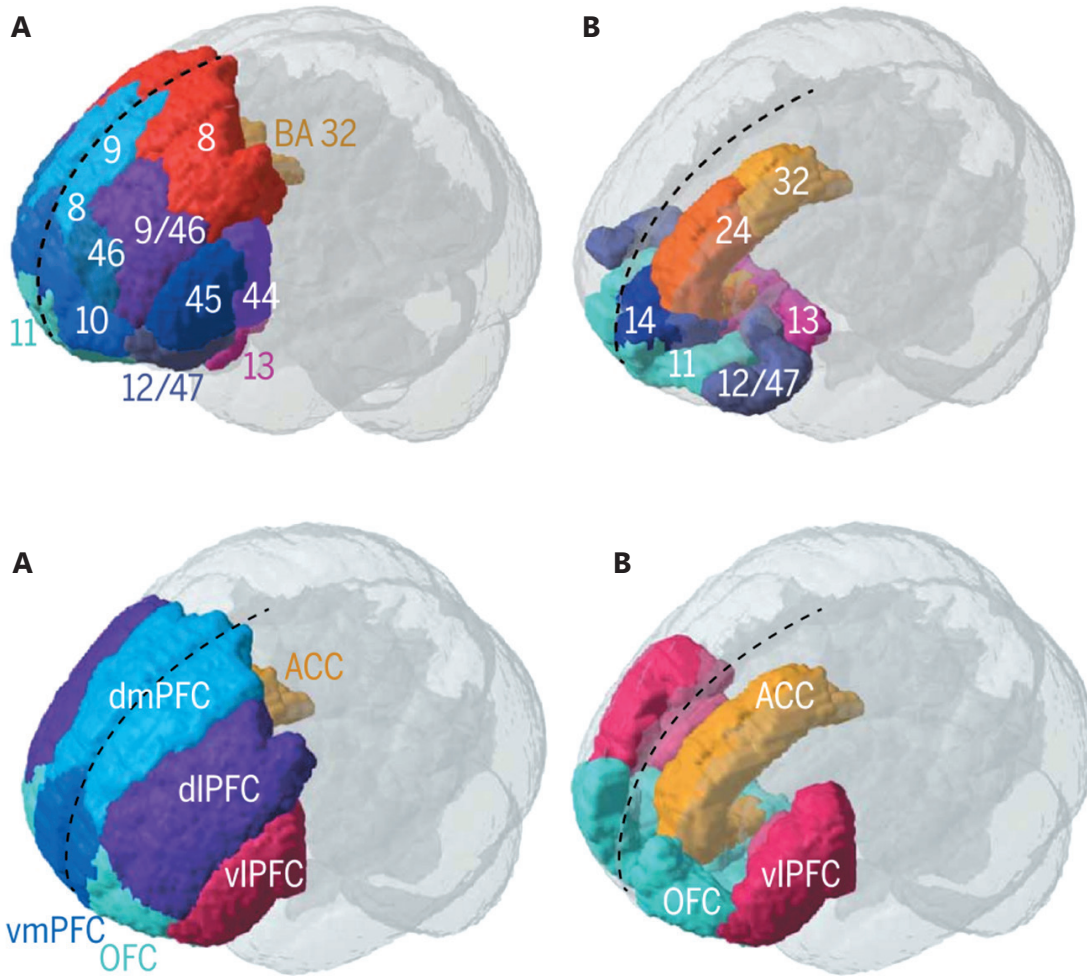 A
9
8
BA 32
8
9/46
46
45
44
10
11
13
12/47
B
32
24
14
13
11
12/47
A
ACC
dmPFC
dlPFC
vlPFC
vmPFC
OFC
B
ACC
vlPFC
OFC